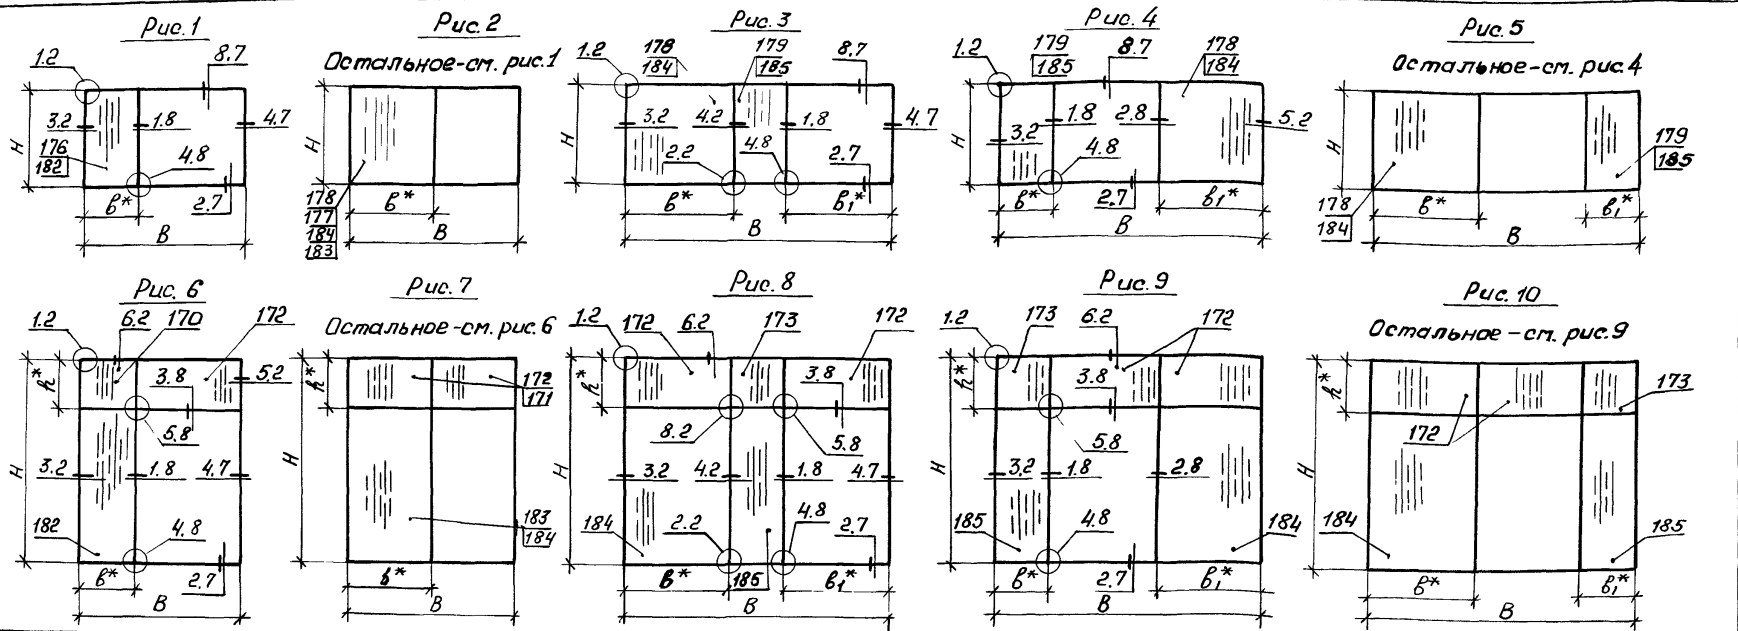 Рис. 1
1.2
8.7
3.2
1.8
4.7
H
176
182
4.8
в*
2.7
В
Рис. 2
Остальное-см. рис. 1
H
178
177
184
183
в*
В
Рис. 3
1.2
178
184
179
185
8.7
3.2
4.2
1.8
4.7
H
2.2
4.8
2.7
в*
в₁*
В
Рис. 4
1.2
179
185
8.7
178
184
3.2
1.8
2.8
5.2
H
4.8
в*
2.7
в₁*
В
Рис. 5
Остальное-см. рис. 4
H
179
185
178
184
в*
в₁*
В
Рис. 6
1.2
6.2
170
172
h*
3.8
5.2
5.8
H
3.2
1.8
4.7
182
4.8
в*
2.7
В
Рис. 7
Остальное-см. рис. 6
h*
172
171
H
183
184
в*
В
Рис. 8
1.2
172
6.2
173
172
h*
3.8
8.2
5.8
H
3.2
4.2
1.8
4.7
184
2.2
4.8
2.7
в*
185
в₁*
В
Рис. 9
1.2
173
6.2
172
h*
3.8
5.8
H
3.2
1.8
2.8
185
4.8
184
в*
2.7
в₁*
В
Рис. 10
Остальное-см. рис. 9
h*
173
172
H
184
185
в*
в₁*
В